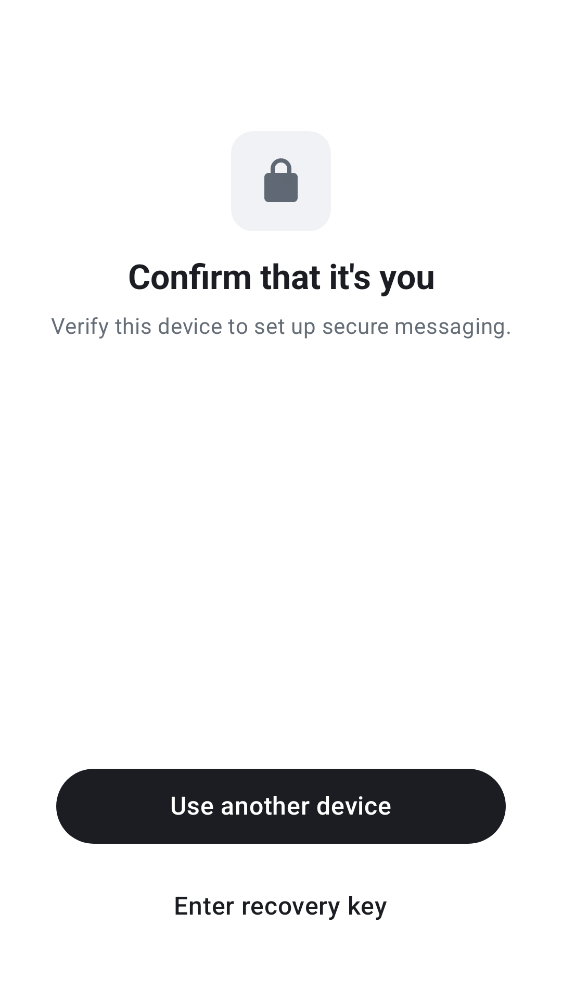 Confirm that it's you
Verify this device to set up secure messaging.
Use another device
Enter recovery key